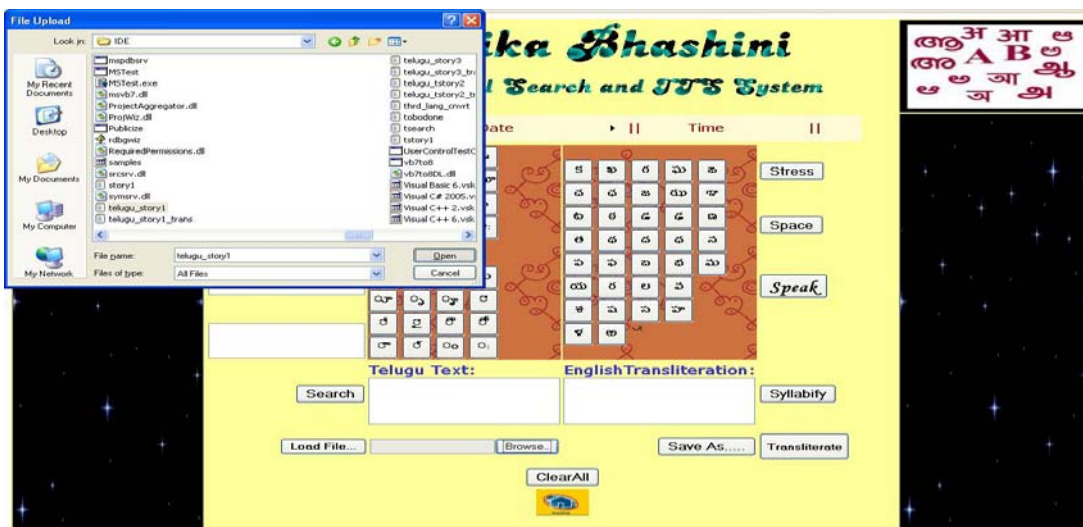 File Upload
Look in: IDE
My Recent Documents
Desktop
My Documents
My Computer
My Network
mspdbsrv
MSTest
MSTest.exe
msvb7.dll
ProjectAggregator.dll
ProjWiz.dll
Publicize
rdbgwiz
RequiredPermissions.dll
samples
srcsrv.dll
story1
symsrv.dll
telugu_story1
telugu_story1_trans
telugu_story3
telugu_story3_tra
telugu_tstory2
telugu_tstory2_t
thrd_lang_cnvrt
tobodone
tsearch
tstory1
UserControlTestC
vb7to8
vb7to8DL.dll
Visual Basic 6.vsk
Visual C# 2005.v
Visual C++ 2.vsk
Visual C++ 6.vsk
File name: telugu_story1 Open
Files of type: All Files Cancel
ika Bhashini
l Search and TTS System
അ अ आ ఆ
അ A B
आ ആ
अ அ
Date || Time ||
క ఖ గ ఘ ఙ
చ ఛ జ ఝ ఞ
ట ఠ డ ఢ ణ
త థ ద ధ న
ప ఫ బ భ మ
య ర ల వ
శ ష స హ
Stress
Space
Speak
Telugu Text: English Transliteration:
Search
Syllabify
Load File... Browse.. Save As..... Transliterate
ClearAll